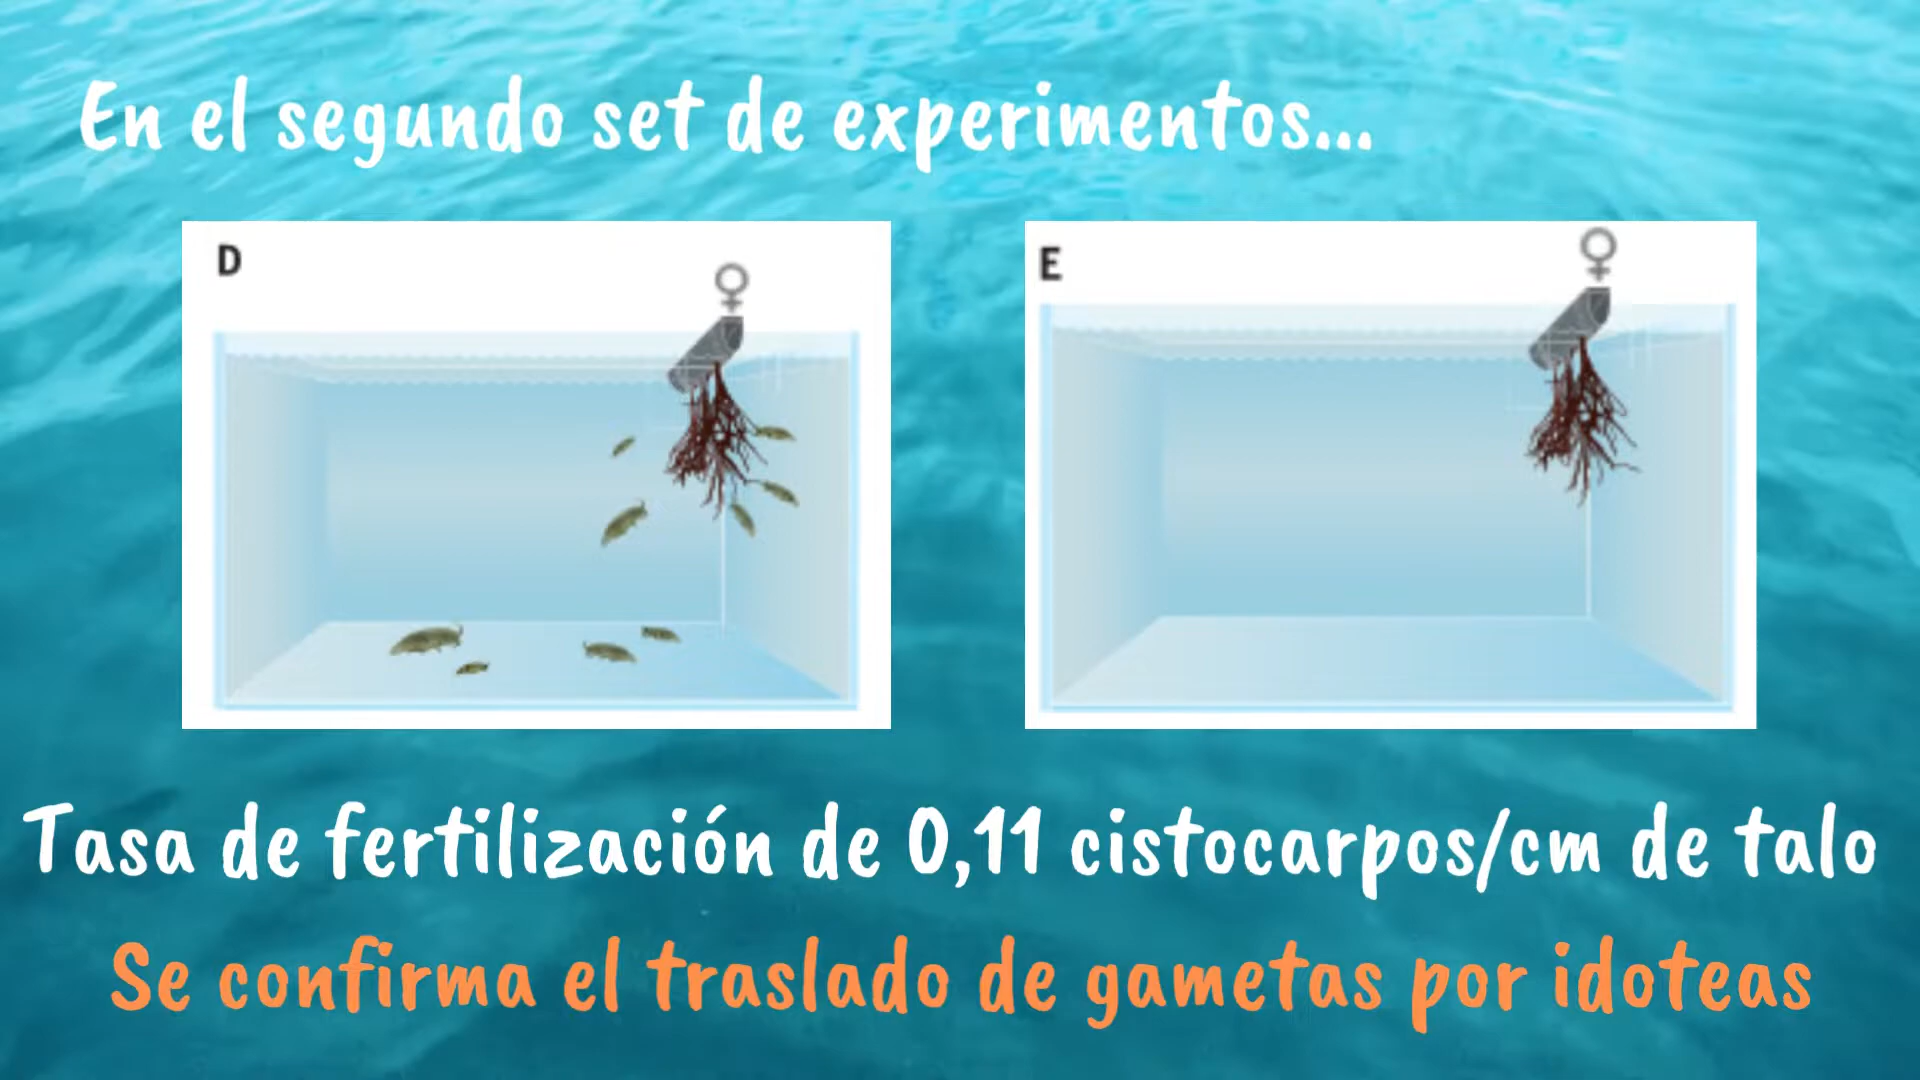 En el segundo set de experimentos...
D
♀
E
♀
Tasa de fertilización de 0,11 cistocarpos/cm de talo
Se confirma el traslado de gametas por idoteas